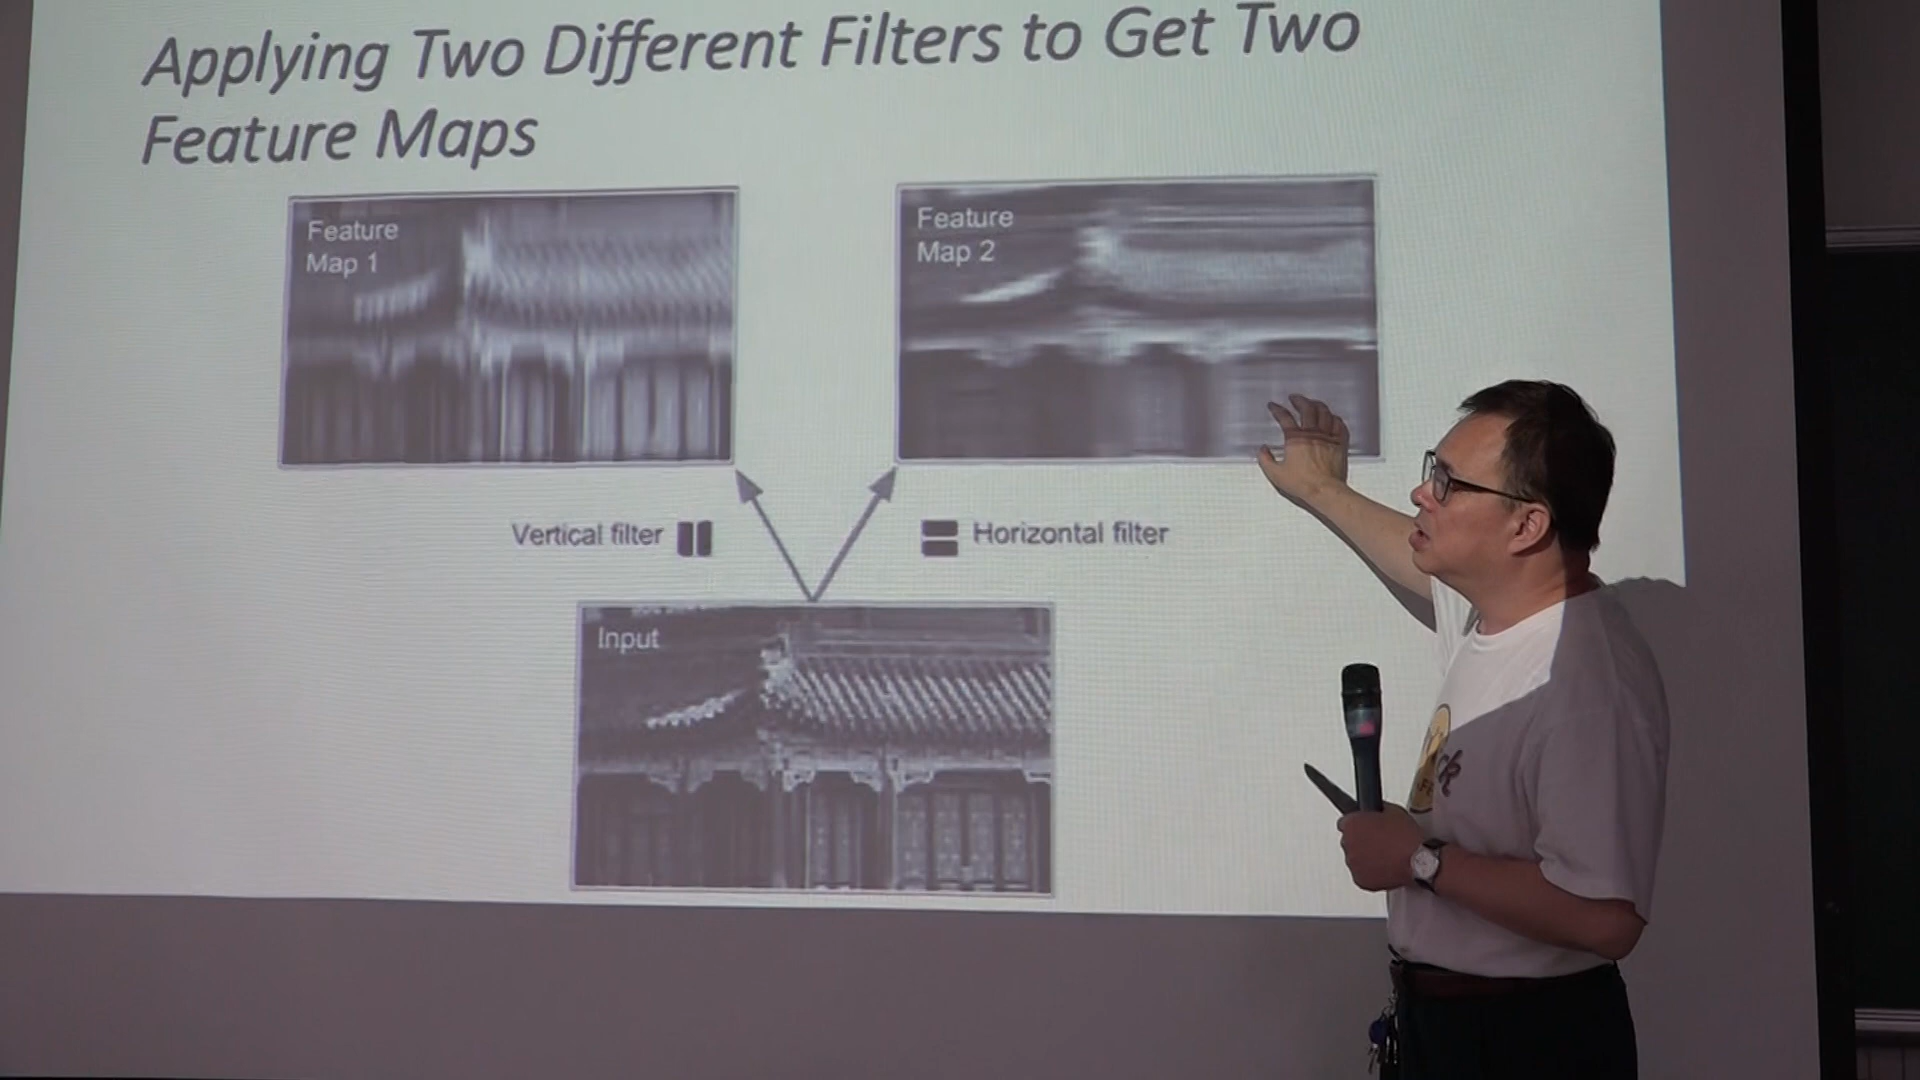 Applying Two Different Filters to Get Two
Feature Maps
Feature
Map 1
Feature
Map 2
Vertical filter
Horizontal filter
Input